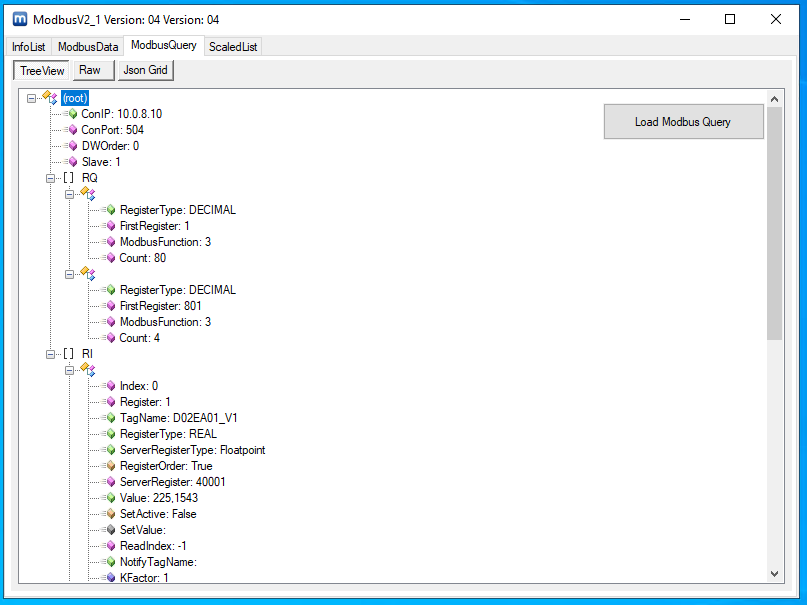 ModbusV2_1 Version: 04 Version: 04
InfoList ModbusData ModbusQuery ScaledList
TreeView Raw Json Grid
(root)
Load Modbus Query
ConIP: 10.0.8.10
ConPort: 504
DWOrder: 0
Slave: 1
[ ] RQ
RegisterType: DECIMAL
FirstRegister: 1
ModbusFunction: 3
Count: 80
RegisterType: DECIMAL
FirstRegister: 801
ModbusFunction: 3
Count: 4
[ ] RI
Index: 0
Register: 1
TagName: D02EA01_V1
RegisterType: REAL
ServerRegisterType: Floatpoint
RegisterOrder: True
ServerRegister: 40001
Value: 225,1543
SetActive: False
SetValue:
ReadIndex: -1
NotifyTagName:
KFactor: 1